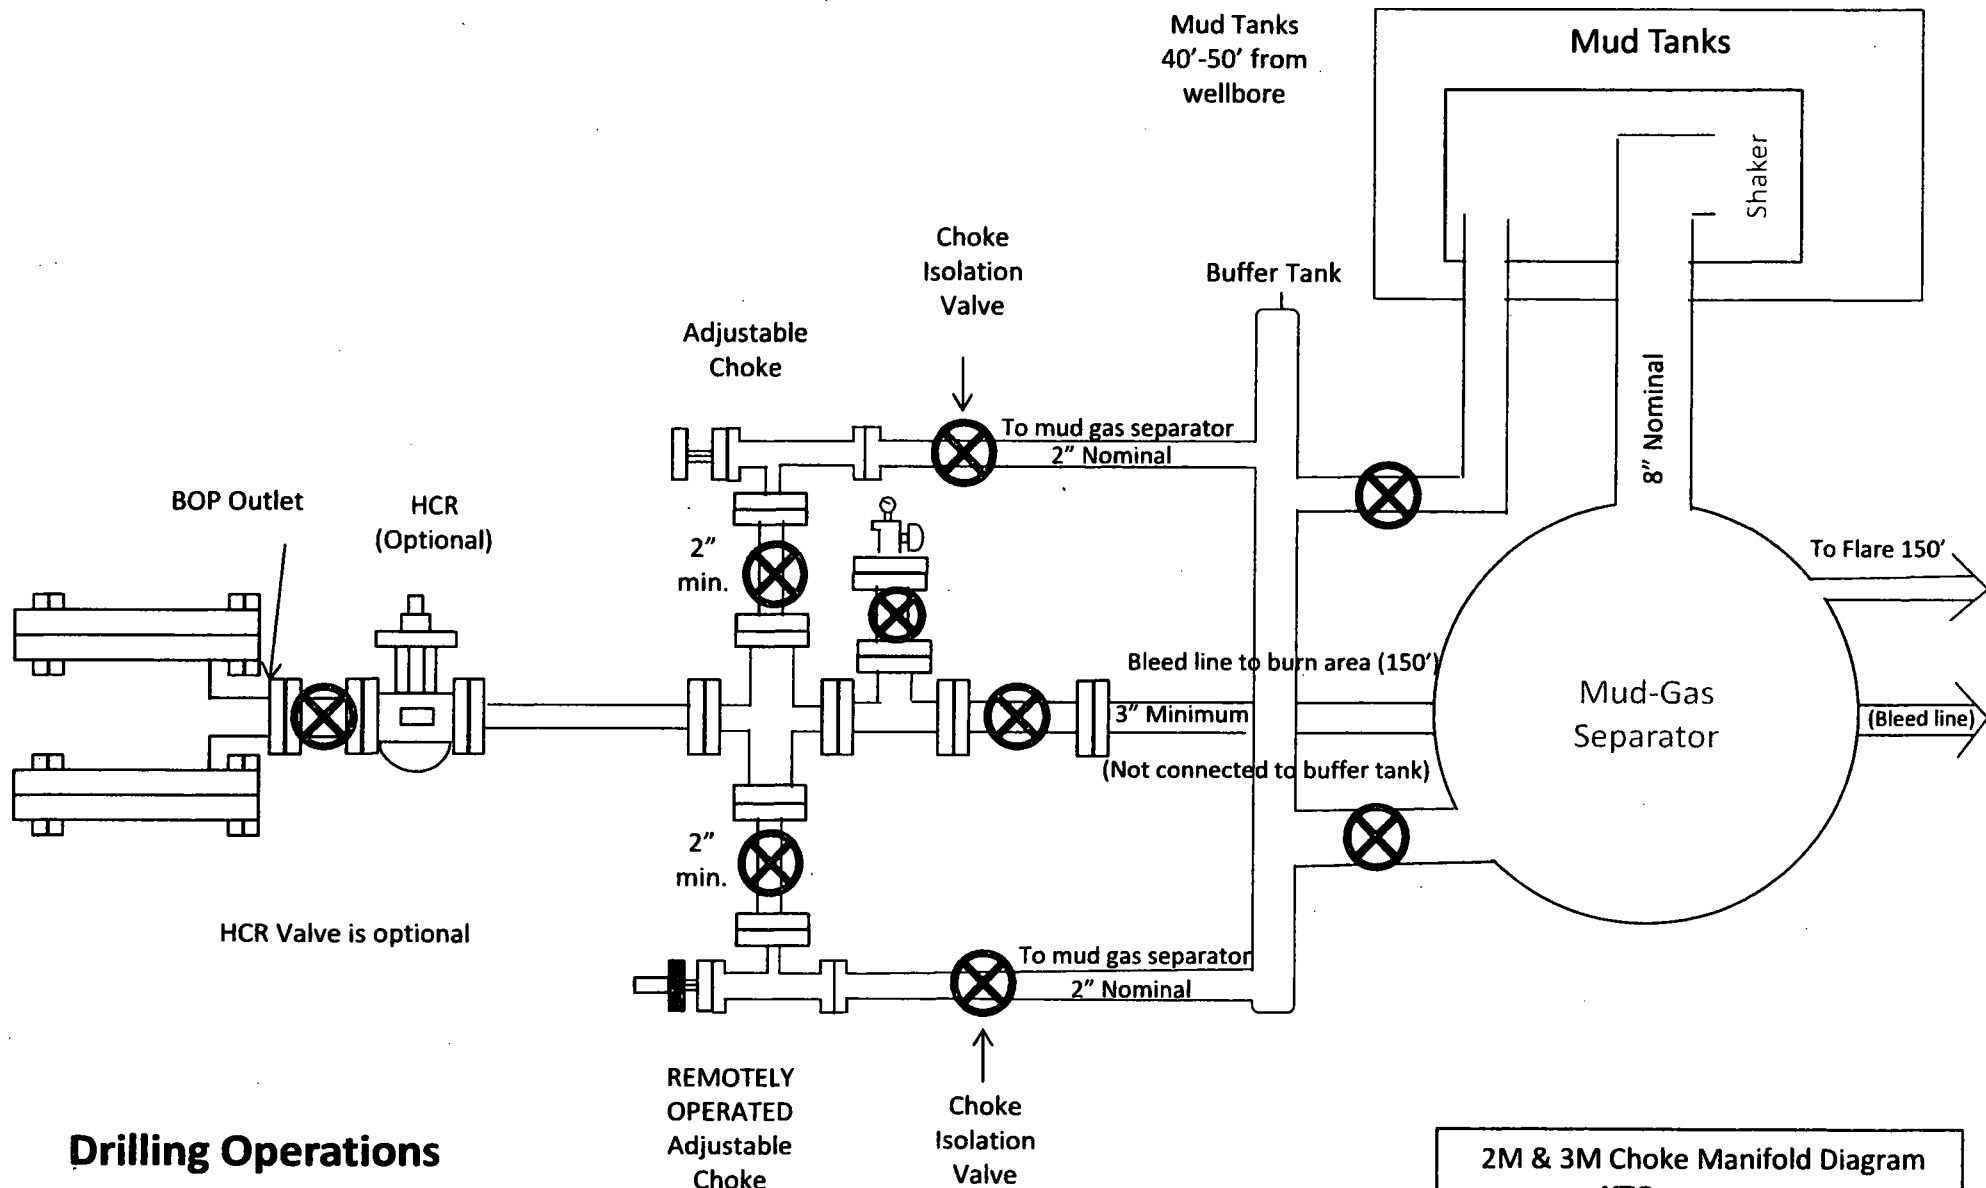 Mud Tanks
40’-50’ from
wellbore
Mud Tanks
Shaker
Choke
Isolation
Valve
Buffer Tank
Adjustable
Choke
8” Nominal
To mud gas separator
2” Nominal
BOP Outlet
HCR
(Optional)
2”
min.
To Flare 150’
Bleed line to burn area (150’)
3” Minimum
Mud-Gas
Separator
(Bleed line)
(Not connected to buffer tank)
2”
min.
HCR Valve is optional
To mud gas separator
2” Nominal
REMOTELY
OPERATED
Adjustable
Choke
Choke
Isolation
Valve
Drilling Operations
2M & 3M Choke Manifold Diagram